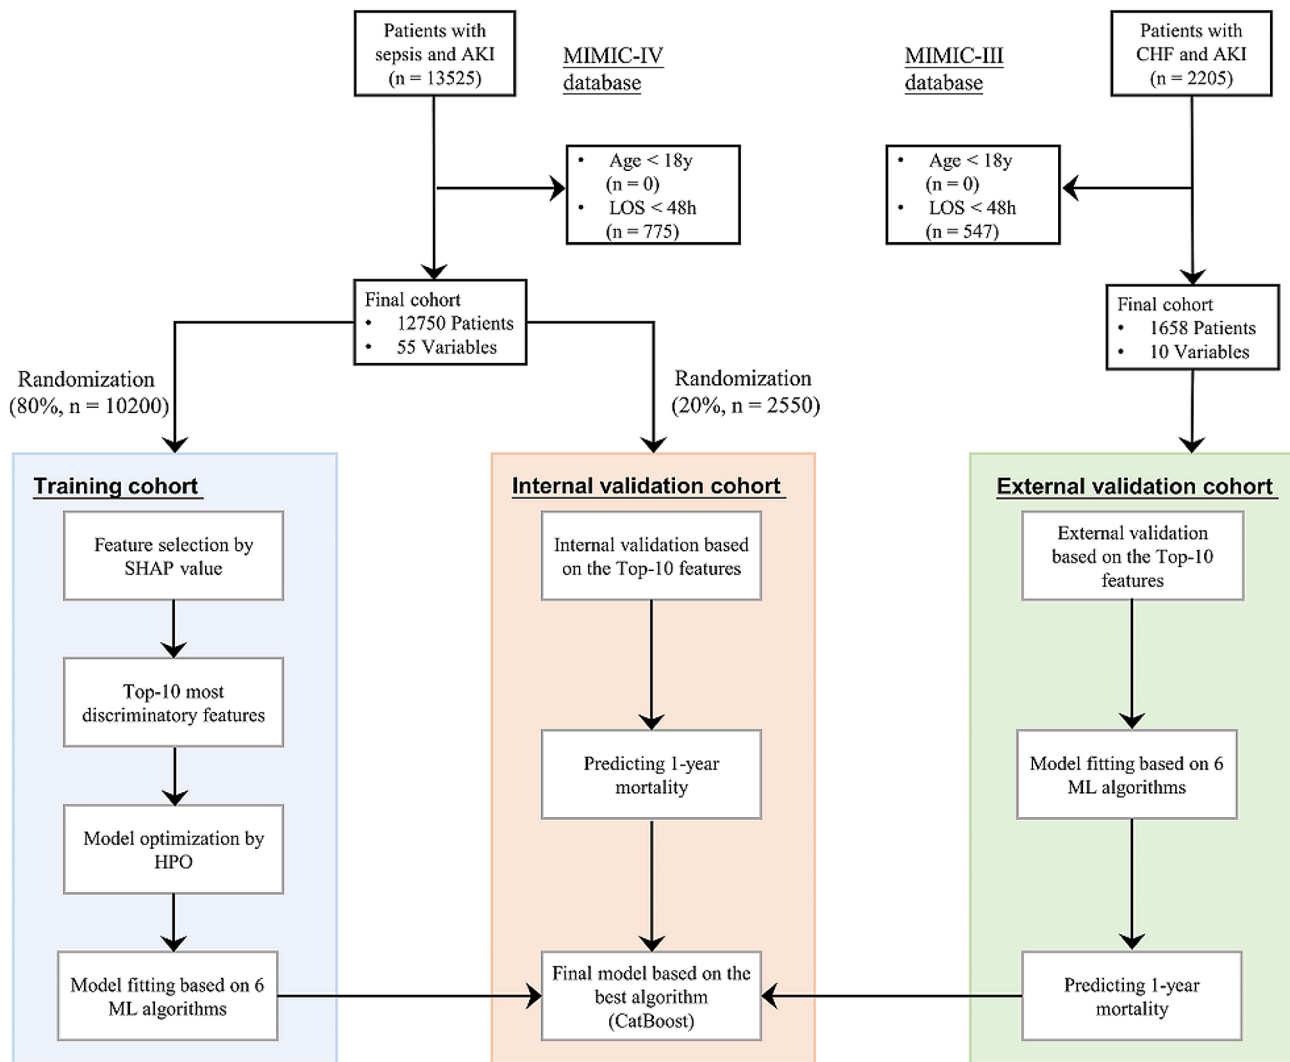 Patients with
sepsis and AKI
(n = 13525)
MIMIC-IV
database
MIMIC-III
database
Patients with
CHF and AKI
(n = 2205)
• Age < 18y
(n = 0)
• LOS < 48h
(n = 775)
• Age < 18y
(n = 0)
• LOS < 48h
(n = 547)
Final cohort
• 12750 Patients
• 55 Variables
Final cohort
• 1658 Patients
• 10 Variables
Randomization
(80%, n = 10200)
Randomization
(20%, n = 2550)
Training cohort
Feature selection by
SHAP value
Top-10 most
discriminatory features
Model optimization by
HPO
Model fitting based on 6
ML algorithms
Internal validation cohort
Internal validation based
on the Top-10 features
Predicting 1-year
mortality
Final model based on the
best algorithm
(CatBoost)
External validation cohort
External validation
based on the Top-10
features
Model fitting based on 6
ML algorithms
Predicting 1-year
mortality